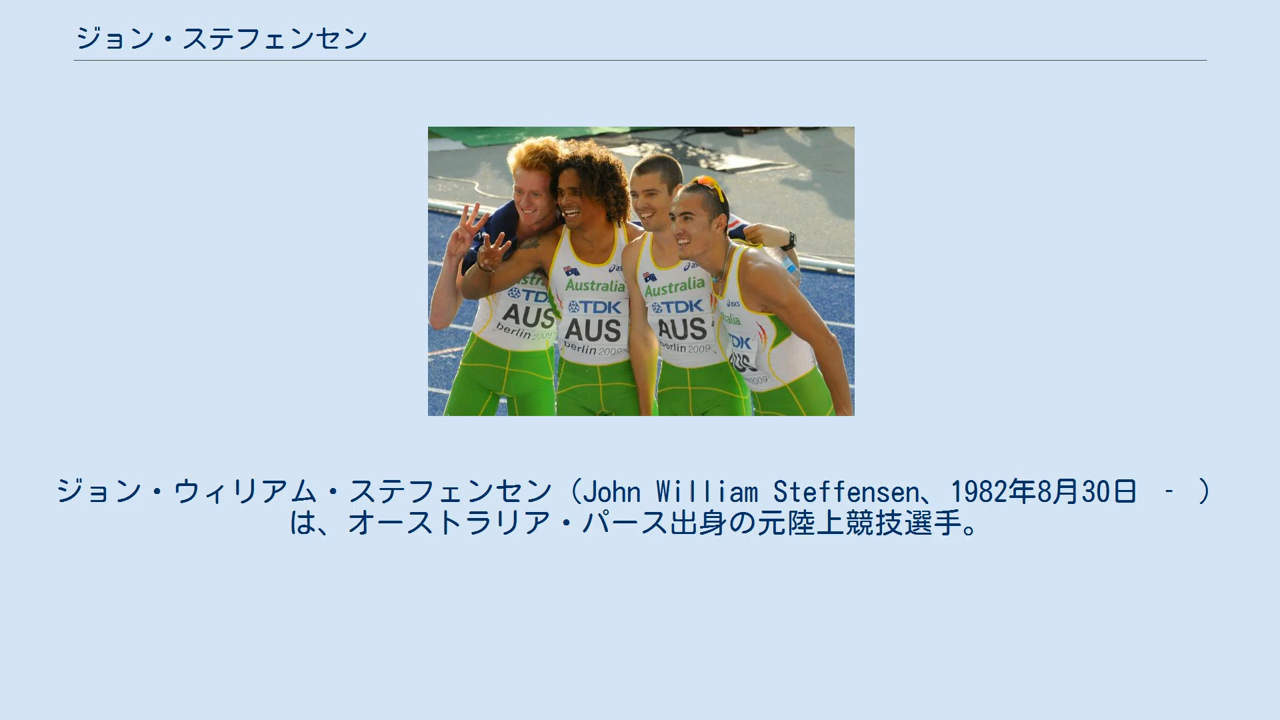 ジョン・ステフェンセン
Australia
TDK
AUS
berlin 2009
asics
Australia
TDK
AUS
berlin 2009
TDK
AUS
berlin 2009
ジョン・ウィリアム・ステフェンセン（John William Steffensen、1982年8月30日 - ）
は、オーストラリア・パース出身の元陸上競技選手。